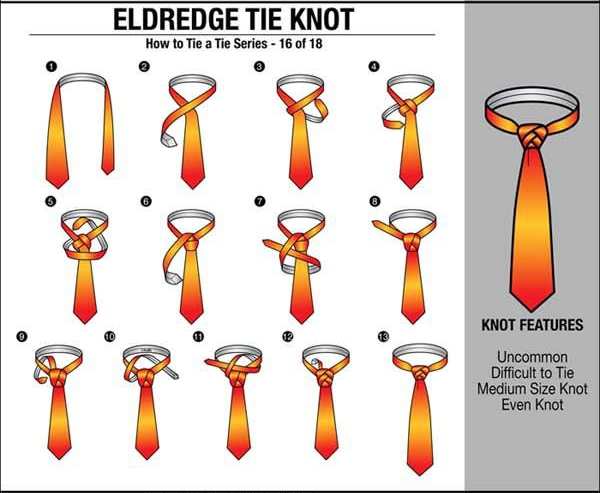 ELDREDGE TIE KNOT
How to Tie a Tie Series - 16 of 18
1
2
3
4
5
6
7
8
9
10
11
12
13
KNOT FEATURES
Uncommon
Difficult to Tie
Medium Size Knot
Even Knot